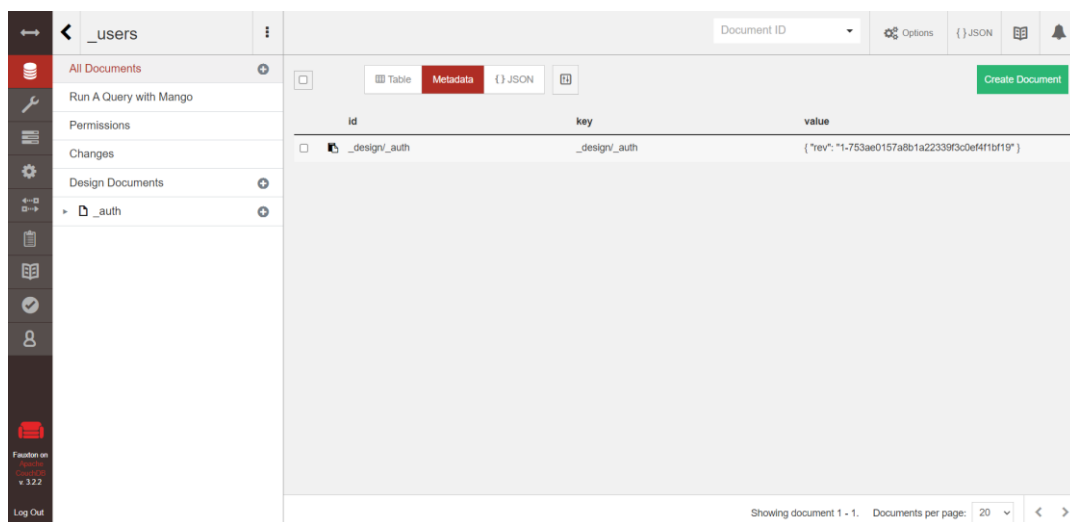 _users
Document ID
Options
{ } JSON
All Documents
Run A Query with Mango
Permissions
Changes
Design Documents
_auth
Table
Metadata
{ } JSON
Create Document
id key value
_design/_auth _design/_auth { "rev": "1-753ae0157a8b1a22339f3c0ef4f1bf19" }
Fauxton on
Apache
CouchDB
v. 3.2.2
Log Out
Showing document 1 - 1. Documents per page: 20